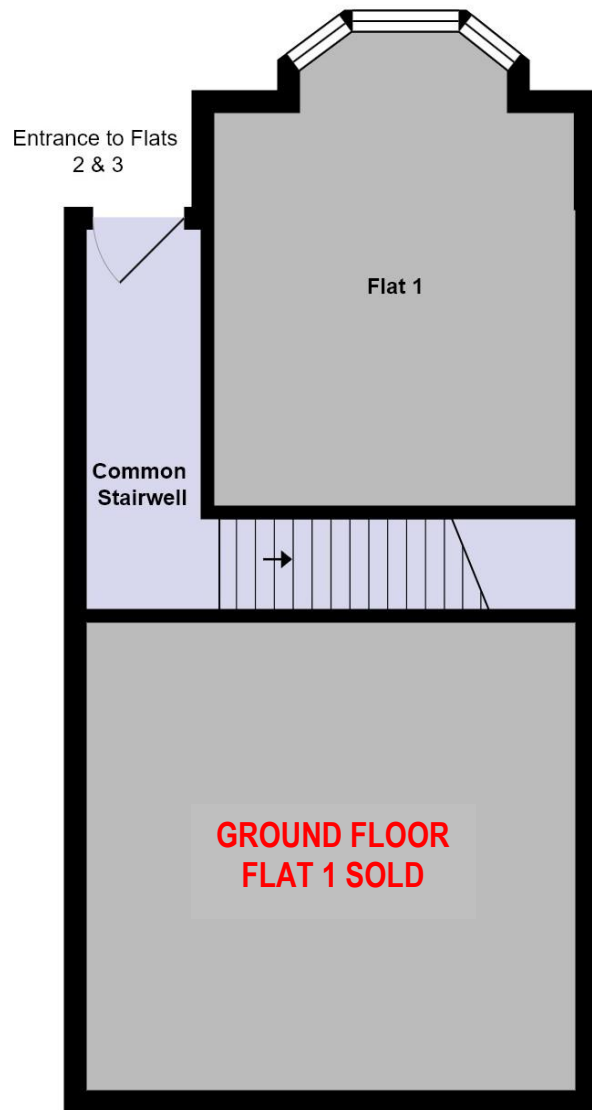 Entrance to Flats
2 & 3
Flat 1
Common
Stairwell
GROUND FLOOR
FLAT 1 SOLD